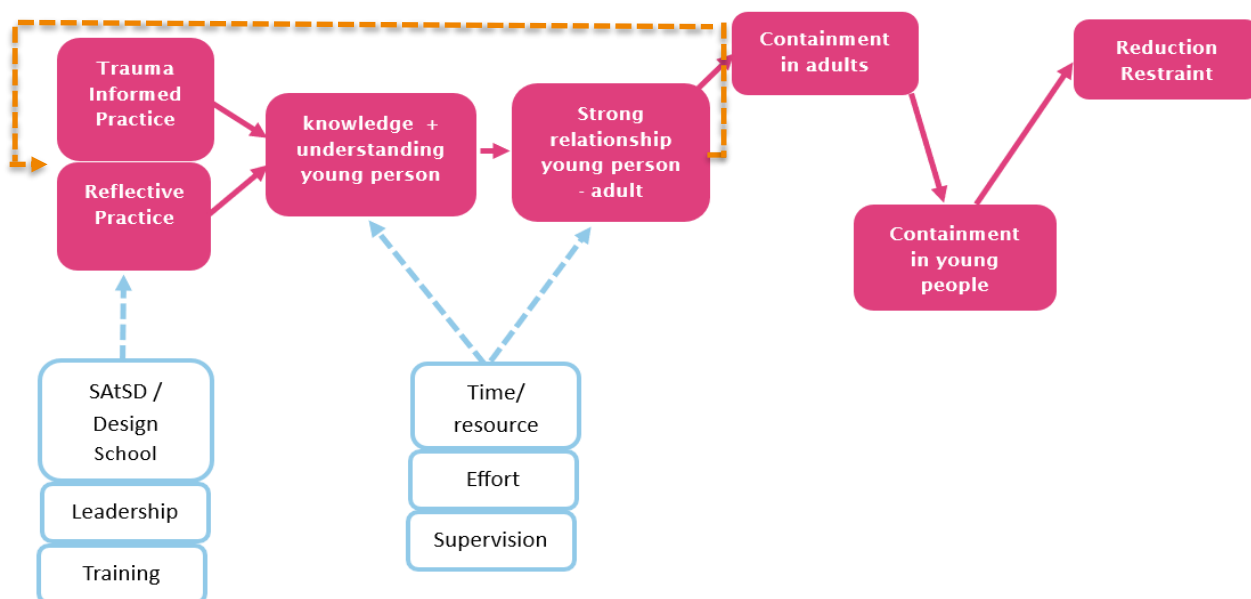 Trauma
Informed
Practice
Reflective
Practice
knowledge +
understanding
young person
Strong
relationship
young person
- adult
Containment
in adults
Containment
in young
people
Reduction
Restraint
SAtSD /
Design
School
Leadership
Training
Time/
resource
Effort
Supervision